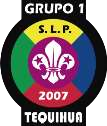 GRUPO 1
S.L.P.
2007
TEQUIHUA